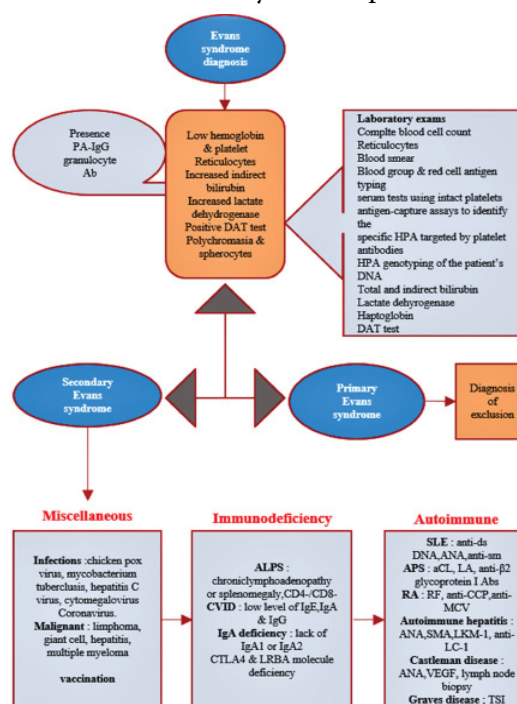 Evans
syndrome
diagnosis
Presence
PA-IgG
granulocyte
Ab
Low hemoglobin
& platelet
Reticulocytes
Increased indirect
bilirubin
Increased lactate
dehydrogenase
Positive DAT test
Polychromasia &
spherocytes
Laboratory exams
Complte blood cell count
Reticulocytes
Blood smear
Blood group & red cell antigen
typing
serum tests using intact platelets
antigen-capture assays to identify
the
specific HPA targeted by platelet
antibodies
HPA genotyping of the patient's
DNA
Total and indirect bilirubin
Lactate dehyrogenase
Haptoglobin
DAT test
Secondary
Evans
syndrome
Primary
Evans
syndrome
Diagnosis
of
exclusion
Miscellaneous
Infections :chicken pox
virus, mycobacterium
tuberclusis, hepatitis C
virus, cytomegalovirus
Coronavirus.
Malignant : limphoma,
giant cell, hepatitis,
multiple myeloma
vaccination
Immunodeficiency
ALPS :
chroniclymphoadenopathy
or splenomegaly,CD4-/CD8-
CVID : low level of IgE,IgA
& IgG
IgA deficiency : lack of
IgA1 or IgA2
CTLA4 & LRBA molecule
deficiency
Autoimmune
SLE : anti-ds
DNA,ANA,anti-sm
APS : aCL, LA, anti-β2
glycoprotein I Abs
RA : RF, anti-CCP,anti-
MCV
Autoimmune hepatitis :
ANA,SMA,LKM-1, anti-
LC-1
Castleman disease :
ANA,VEGF, lymph node
biopsy
Graves disease : TSI